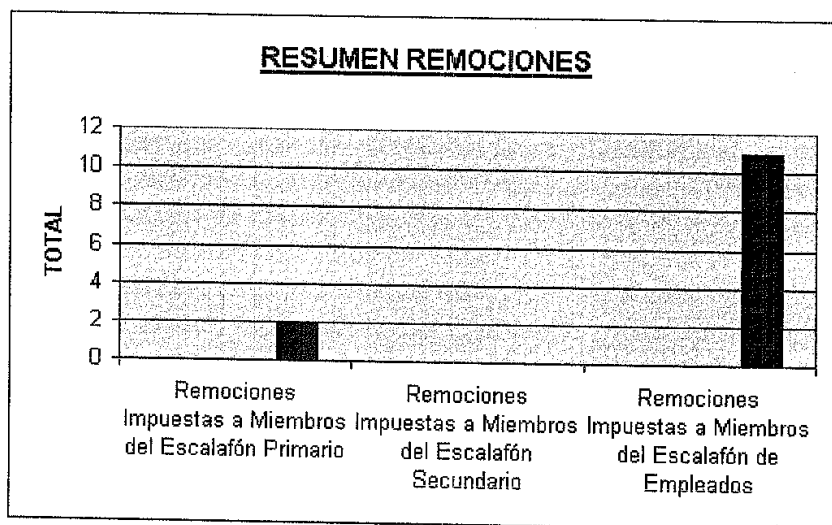 RESUMEN REMOCIONES
TOTAL
12
10
8
6
4
2
0
Remociones
Impuestas a Miembros
del Escalafón Primario
Remociones
Impuestas a Miembros
del Escalafón
Secundario
Remociones
Impuestas a Miembros
del Escalafón de
Empleados